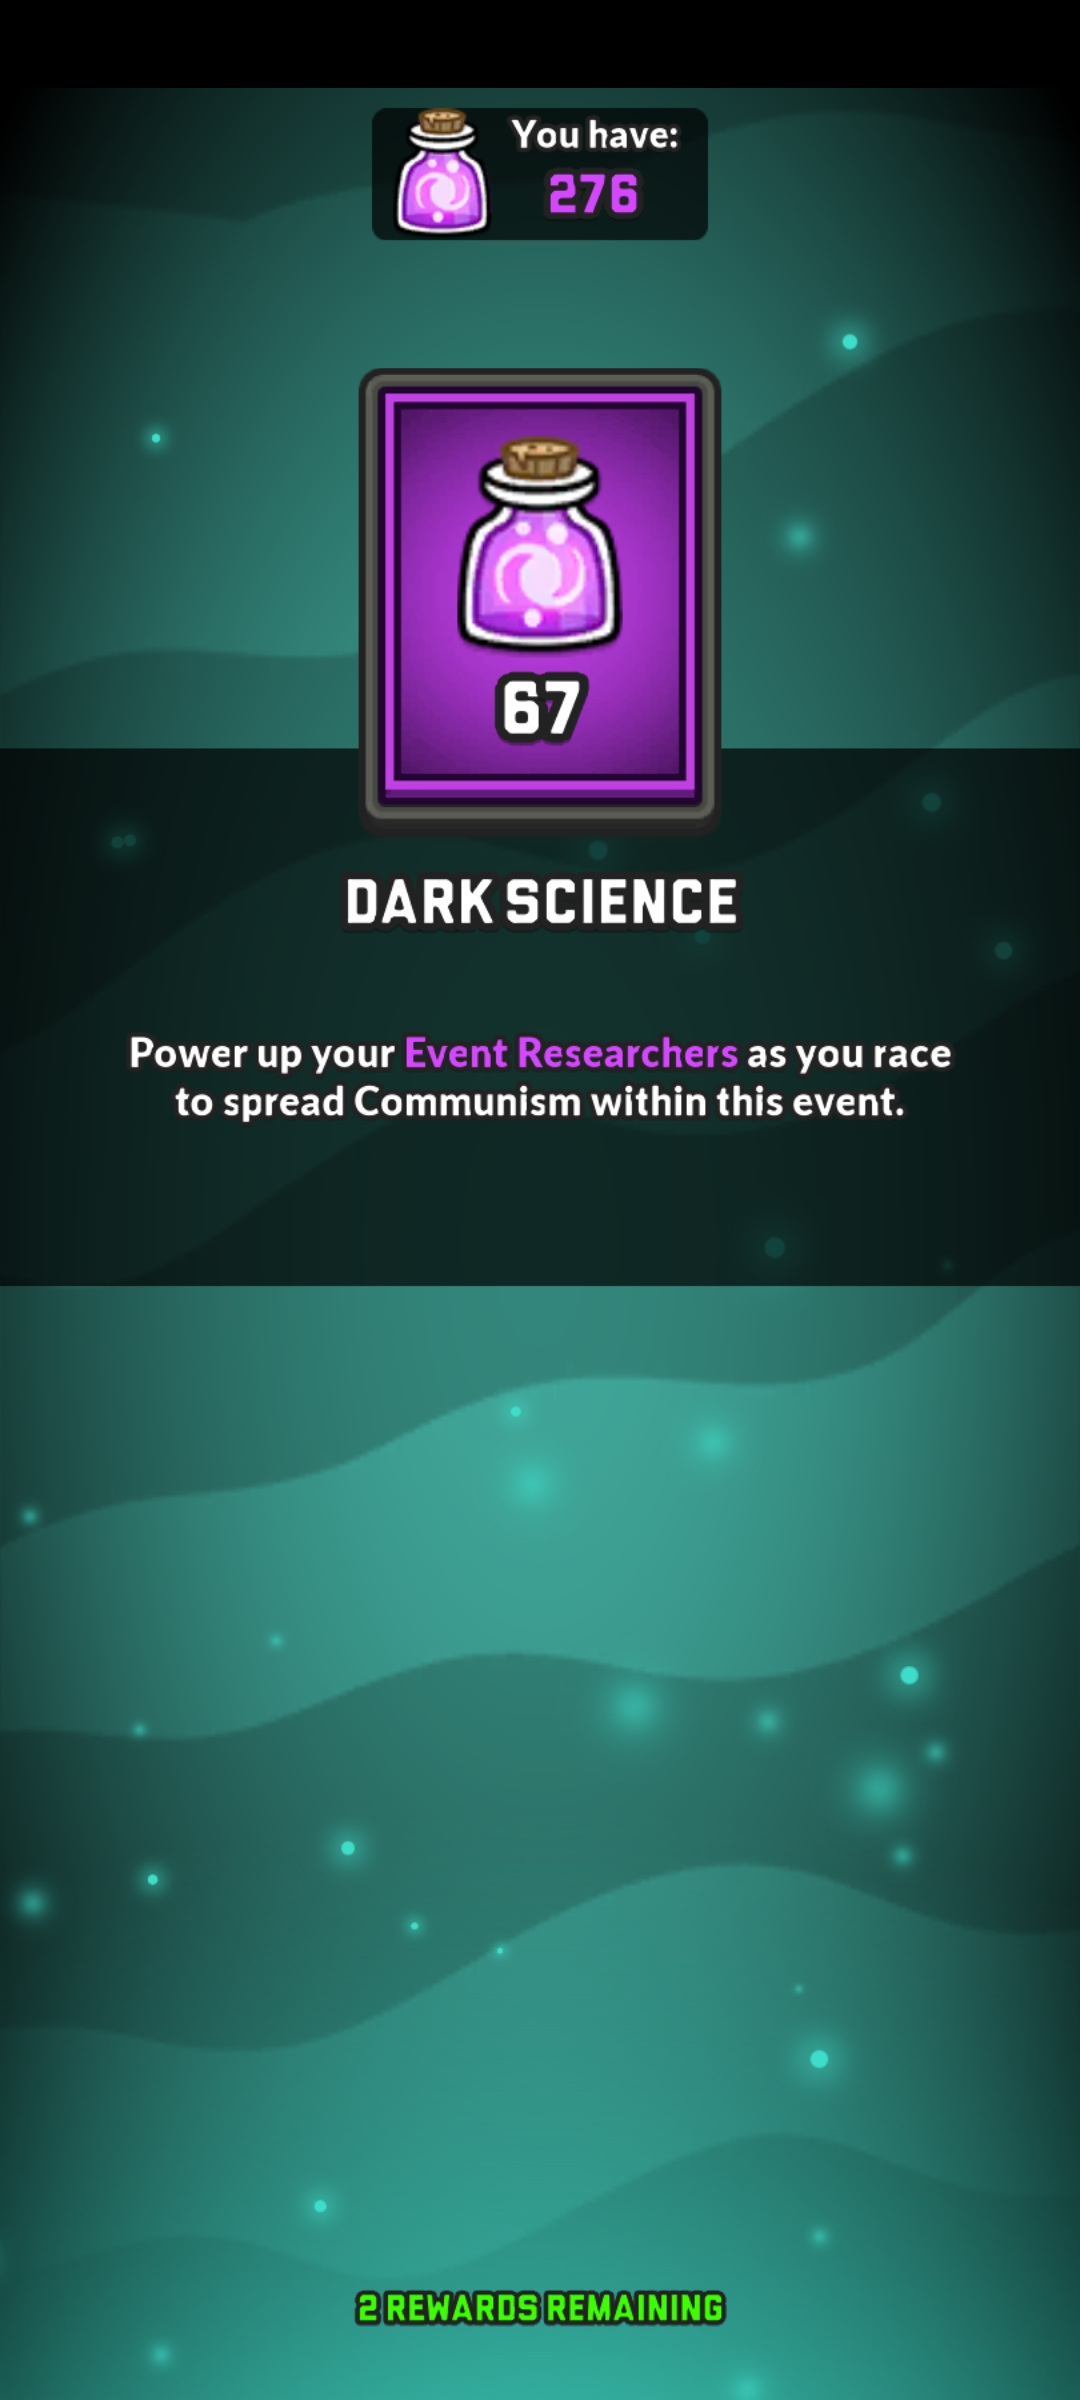 You have:
276
67
DARK SCIENCE
Power up your Event Researchers as you race
to spread Communism within this event.
2 REWARDS REMAINING